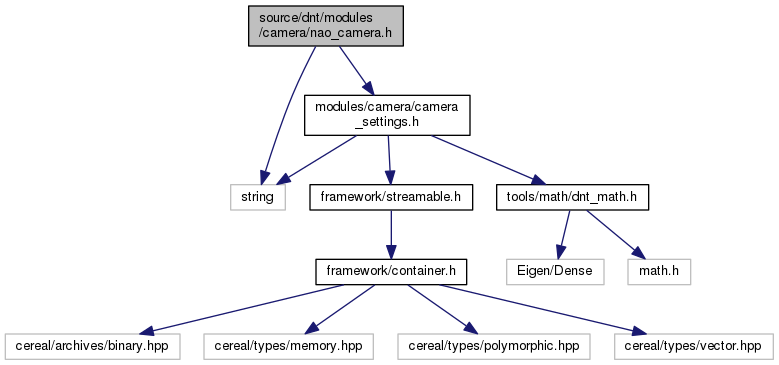 source/dnt/modules
/camera/nao_camera.h
modules/camera/camera
_settings.h
string
framework/streamable.h
tools/math/dnt_math.h
framework/container.h
Eigen/Dense
math.h
cereal/archives/binary.hpp
cereal/types/memory.hpp
cereal/types/polymorphic.hpp
cereal/types/vector.hpp